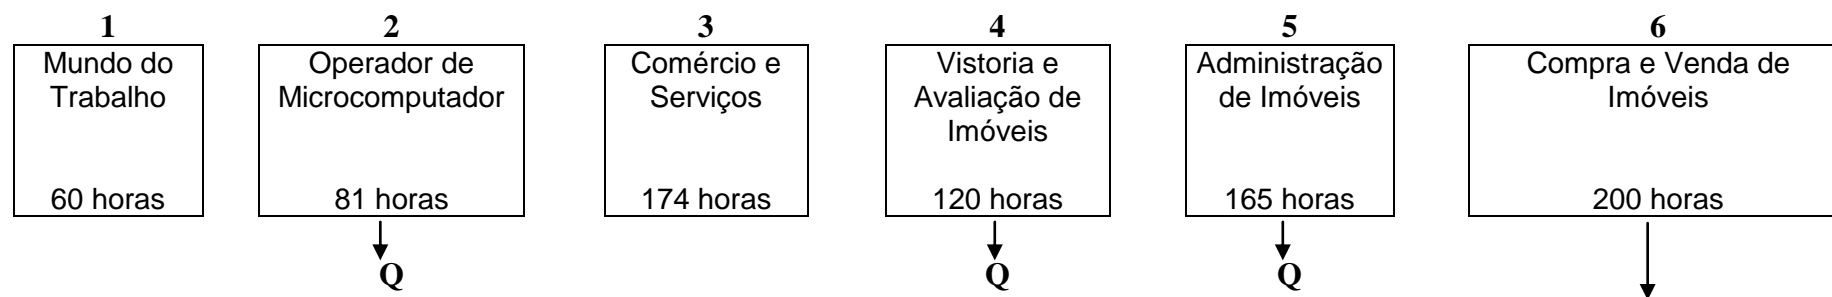 1
Mundo do
Trabalho
60 horas
2
Operador de
Microcomputador
81 horas
Q
3
Comércio e
Serviços
174 horas
4
Vistoria e
Avaliação de
Imóveis
120 horas
Q
5
Administração
de Imóveis
165 horas
Q
6
Compra e Venda de
Imóveis
200 horas